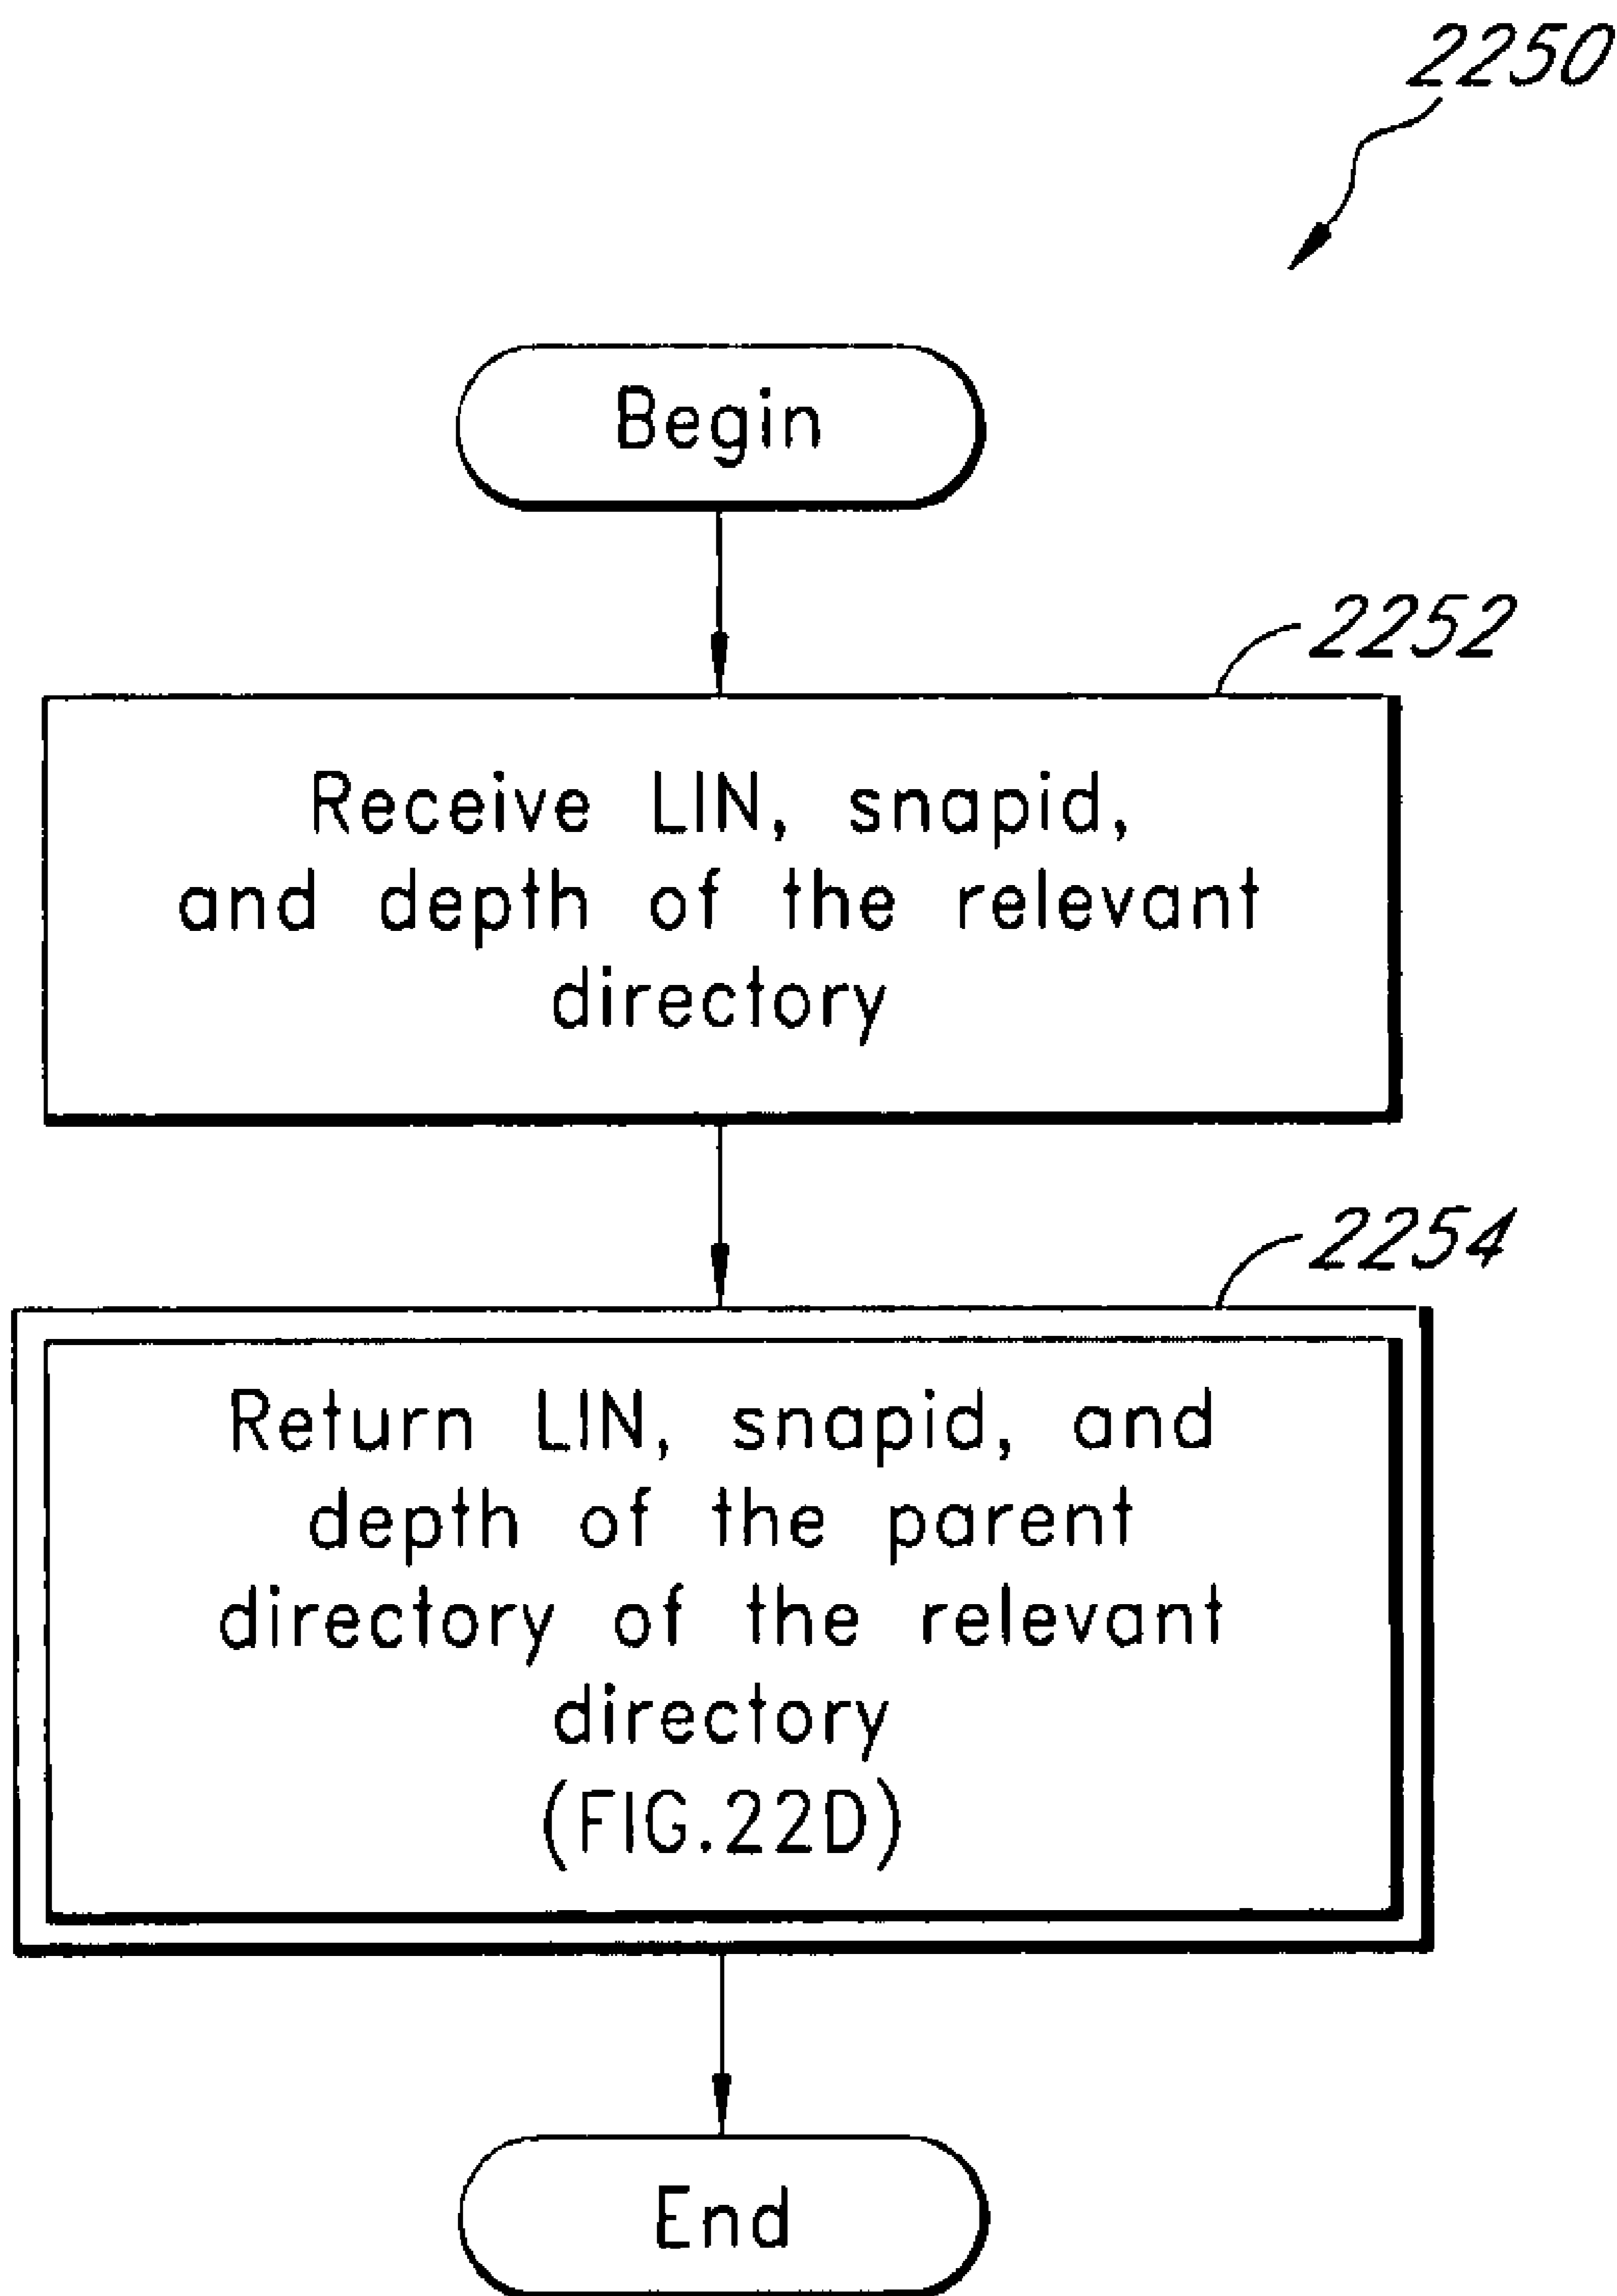 2250
Begin
2252
Receive LIN, snapid,
and depth of the relevant
directory
2254
Return LIN, snapid, and
depth of the parent
directory of the relevant
directory
(FIG.22D)
End